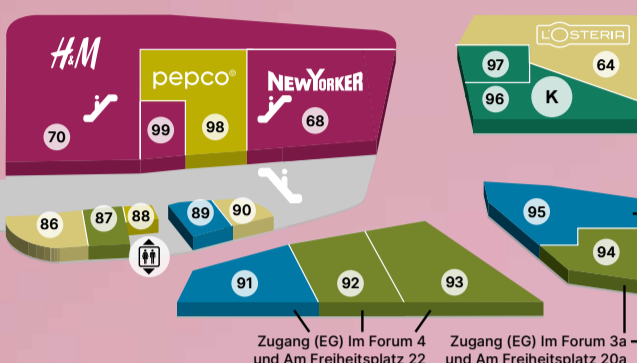 H&M
pepco®
NEWYORKER
L'OSTERIA
70
99
98
68
97
64
96
K
86
87
88
89
90
95
94
91
92
93
Zugang (EG) Im Forum 4
und Am Freiheitsplatz 22
Zugang (EG) Im Forum 3a
und Am Freiheitsplatz 20a